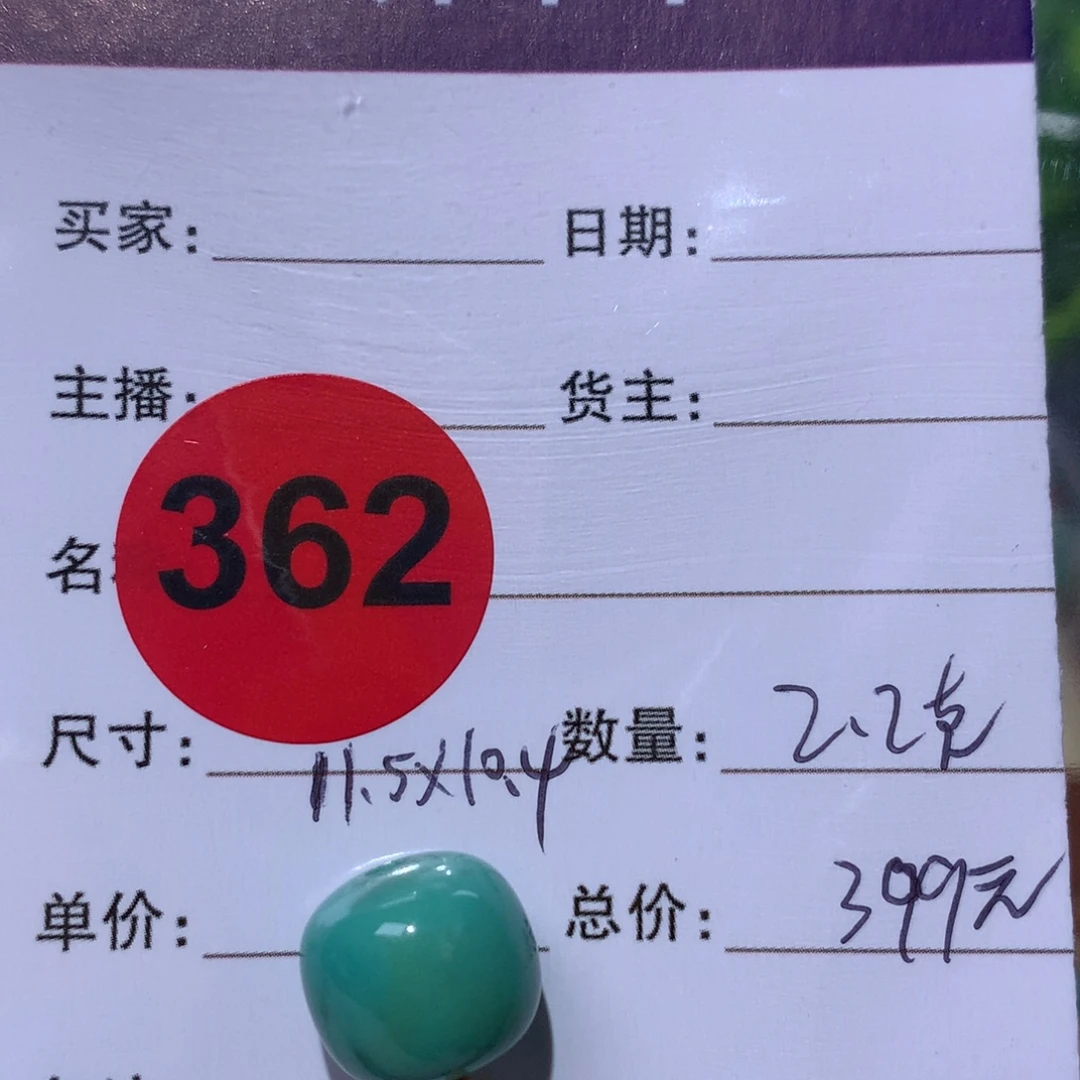 买家: 日期:
主播: 货主:
362
名
尺寸: 11.5X10.4 数量: 2.2克
单价: 总价: 399元